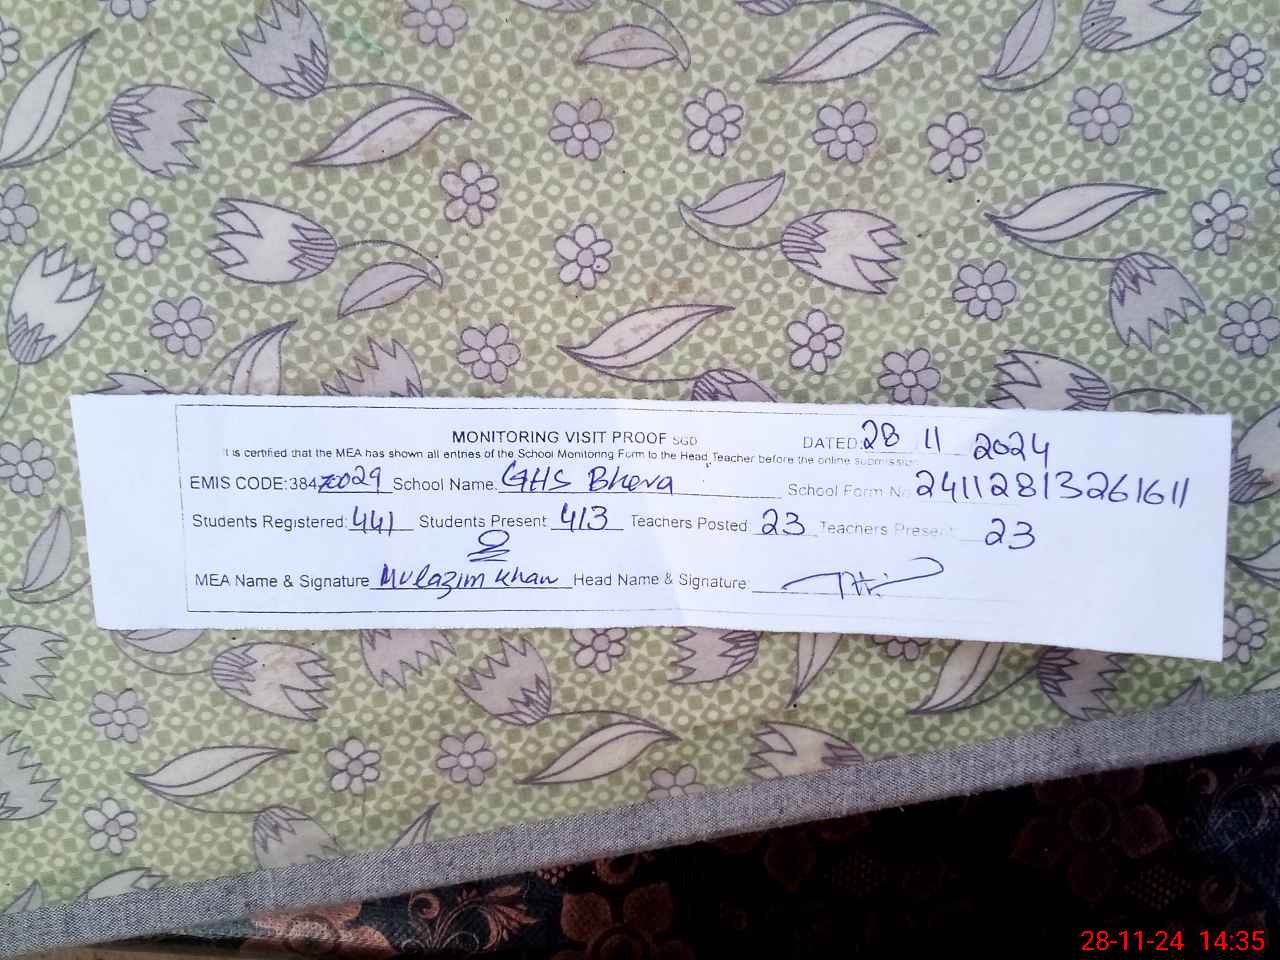 MONITORING VISIT PROOF SGD DATED: 28 11 2024
It is certified that the MEA has shown all entries of the School Monitoring Form to the Head Teacher before the online submission
EMIS CODE:384 0029 School Name: GHS Bhera School Form No 241128132616 11
Students Registered: 441 Students Present: 413 Teachers Posted: 23 Teachers Present: 23
MEA Name & Signature Mulazim Khan Head Name & Signature:
28-11-24 14:35